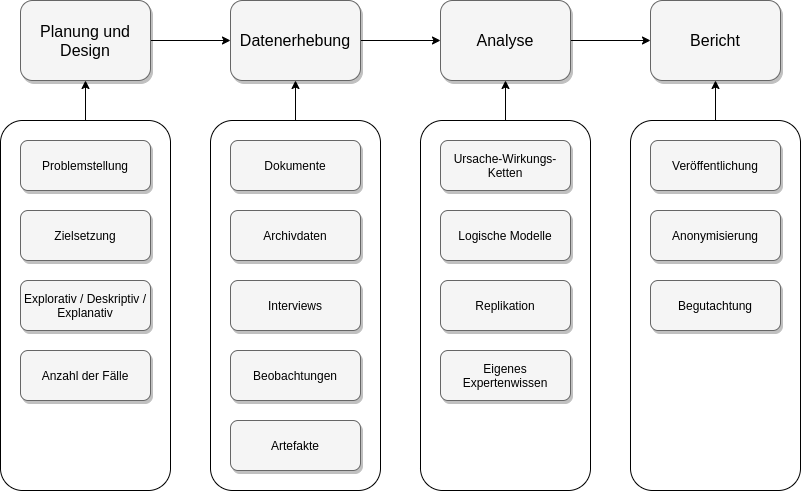 Planung und
Design
Datenerhebung
Analyse
Bericht
Problemstellung
Zielsetzung
Explorativ / Deskriptiv /
Explanativ
Anzahl der Fälle
Dokumente
Archivdaten
Interviews
Beobachtungen
Artefakte
Ursache-Wirkungs-
Ketten
Logische Modelle
Replikation
Eigenes
Expertenwissen
Veröffentlichung
Anonymisierung
Begutachtung